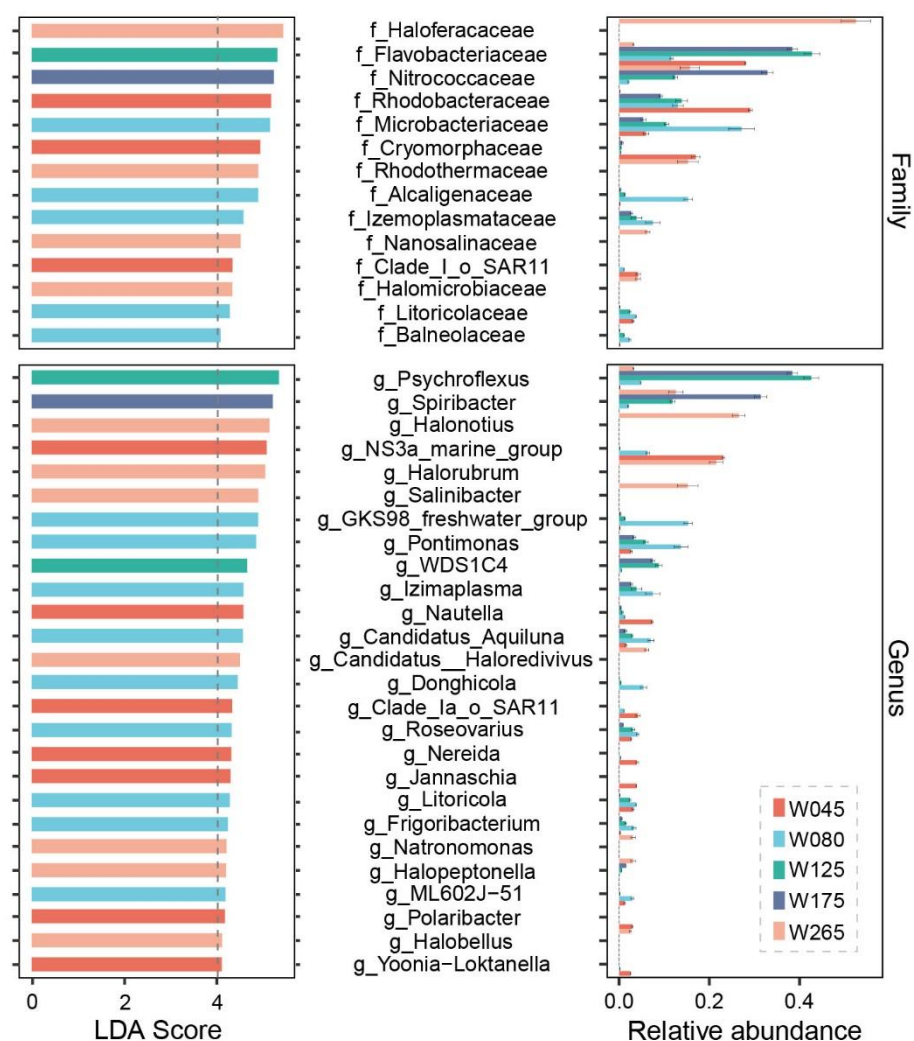 f_Haloferacaceae
f_Flavobacteriaceae
f_Nitrococcaceae
f_Rhodobacteraceae
f_Microbacteriaceae
f_Cryomorphaceae
f_Rhodothermaceae
f_Alcaligenaceae
f_Izemoplasmataceae
f_Nanosalinaceae
f_Clade_I_o_SAR11
f_Halomicrobiaceae
f_Litoricolaceae
f_Balneolaceae
Family
g_Psychroflexus
g_Spiribacter
g_Halonotius
g_NS3a_marine_group
g_Halorubrum
g_Salinibacter
g_GKS98_freshwater_group
g_Pontimonas
g_WDS1C4
g_Izimaplasma
g_Nautella
g_Candidatus_Aquiluna
g_Candidatus__Haloredivivus
g_Donghicola
g_Clade_Ia_o_SAR11
g_Roseovarius
g_Nereida
g_Jannaschia
g_Litoricola
g_Frigoribacterium
g_Natronomonas
g_Halopeptonella
g_ML602J−51
g_Polaribacter
g_Halobellus
g_Yoonia−Loktanella
Genus
W045
W080
W125
W175
W265
0 2 4
LDA Score
0.0 0.2 0.4
Relative abundance